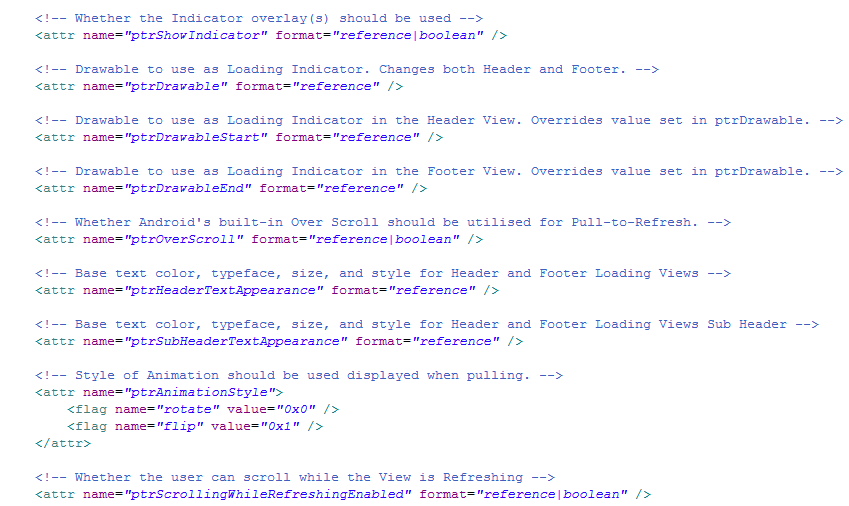 <!-- Whether the Indicator overlay(s) should be used -->
<attr name="ptrShowIndicator" format="reference|boolean" />
<!-- Drawable to use as Loading Indicator. Changes both Header and Footer. -->
<attr name="ptrDrawable" format="reference" />
<!-- Drawable to use as Loading Indicator in the Header View. Overrides value set in ptrDrawable. -->
<attr name="ptrDrawableStart" format="reference" />
<!-- Drawable to use as Loading Indicator in the Footer View. Overrides value set in ptrDrawable. -->
<attr name="ptrDrawableEnd" format="reference" />
<!-- Whether Android's built-in Over Scroll should be utilised for Pull-to-Refresh. -->
<attr name="ptrOverScroll" format="reference|boolean" />
<!-- Base text color, typeface, size, and style for Header and Footer Loading Views -->
<attr name="ptrHeaderTextAppearance" format="reference" />
<!-- Base text color, typeface, size, and style for Header and Footer Loading Views Sub Header -->
<attr name="ptrSubHeaderTextAppearance" format="reference" />
<!-- Style of Animation should be used displayed when pulling. -->
<attr name="ptrAnimationStyle">
<flag name="rotate" value="0x0" />
<flag name="flip" value="0x1" />
</attr>
<!-- Whether the user can scroll while the View is Refreshing -->
<attr name="ptrScrollingWhileRefreshingEnabled" format="reference|boolean" />